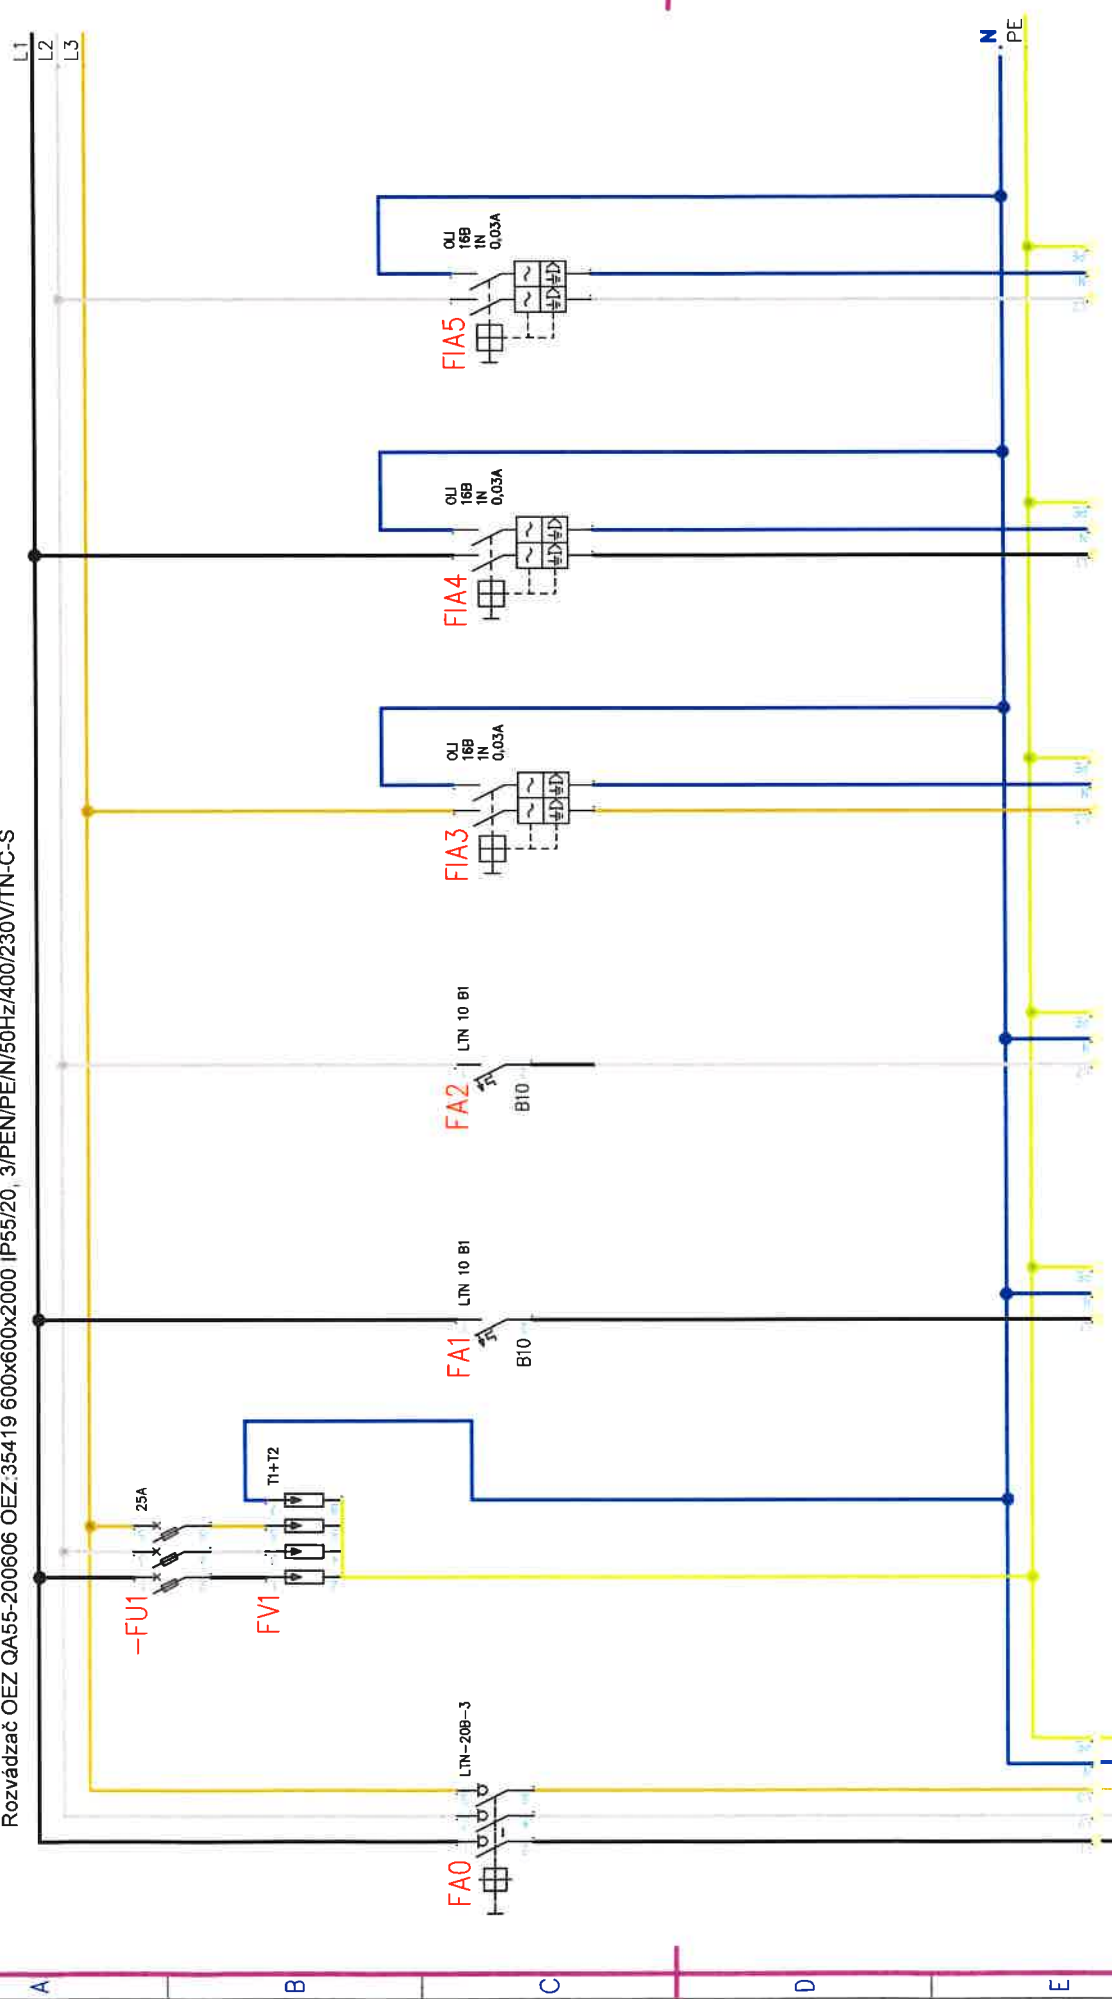 Rozvádzač OEZ QA55-200606 OEZ:35419 600x600x2000 IP55/20, 3/PEN/PE/N/50Hz/400/230V/TN-C-S
L1
L2
L3
-FU1
25A
FV1
T1+T2
FA0
LTN-20B-3
FA1
LTN 10 B1
B10
FA2
LTN 10 B1
B10
FIA3
OLI
16B
1N
0,03A
FIA4
OLI
16B
1N
0,03A
FIA5
OLI
16B
1N
0,03A
N
PE
A
B
C
D
E